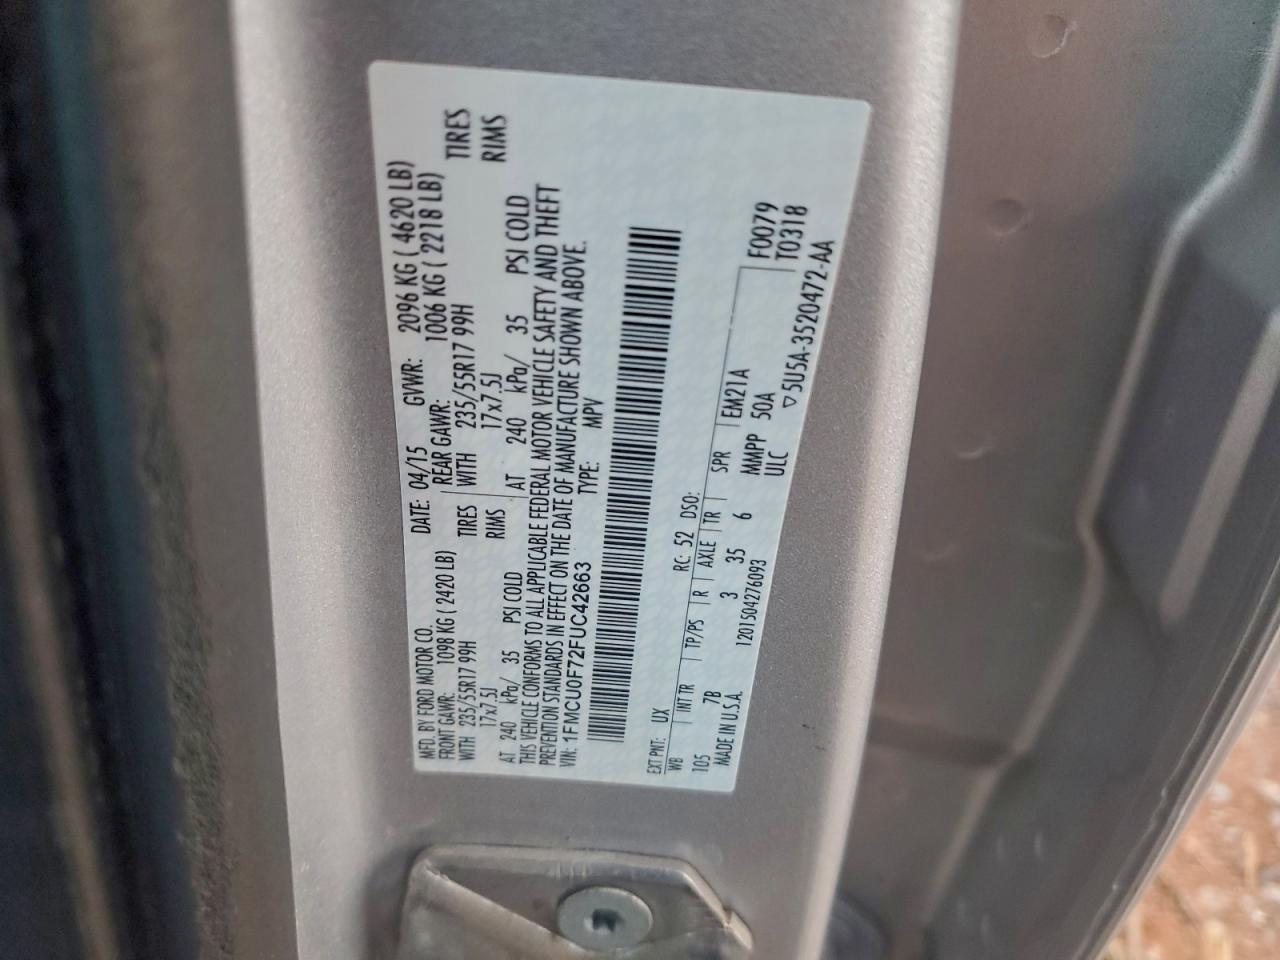 MFD. BY FORD MOTOR CO. DATE: 04/15 GVWR: 2096 KG ( 4620 LB)
FRONT GAWR: 1098 KG ( 2420 LB) REAR GAWR: 1006 KG ( 2218 LB)
WITH 235/55R17 99H TIRES WITH 235/55R17 99H TIRES
17x7.5J RIMS 17x7.5J RIMS
AT 240 kPa/ 35 PSI COLD AT 240 kPa/ 35 PSI COLD
THIS VEHICLE CONFORMS TO ALL APPLICABLE FEDERAL MOTOR VEHICLE SAFETY AND THEFT
PREVENTION STANDARDS IN EFFECT ON THE DATE OF MANUFACTURE SHOWN ABOVE.
VIN: 1FMCU0F72FUC42663 TYPE: MPV
EXT PNT: UX RC: 52 DSO:
WB INT TR TP/PS R AXLE TR SPR EM21A F0079
105 7B 3 35 6 MMPP 50A T0318
MADE IN U.S.A. 1201504276093 ULC ▽5U5A-3520472-AA